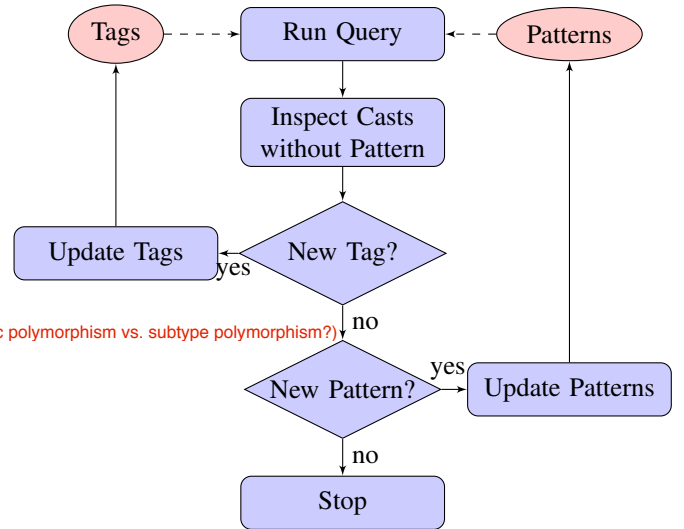 Tags
Run Query
Patterns
Inspect Casts
without Pattern
Update Tags
yes
New Tag?
no
polymorphism vs. subtype polymorphism?)
New Pattern?
yes
Update Patterns
no
Stop